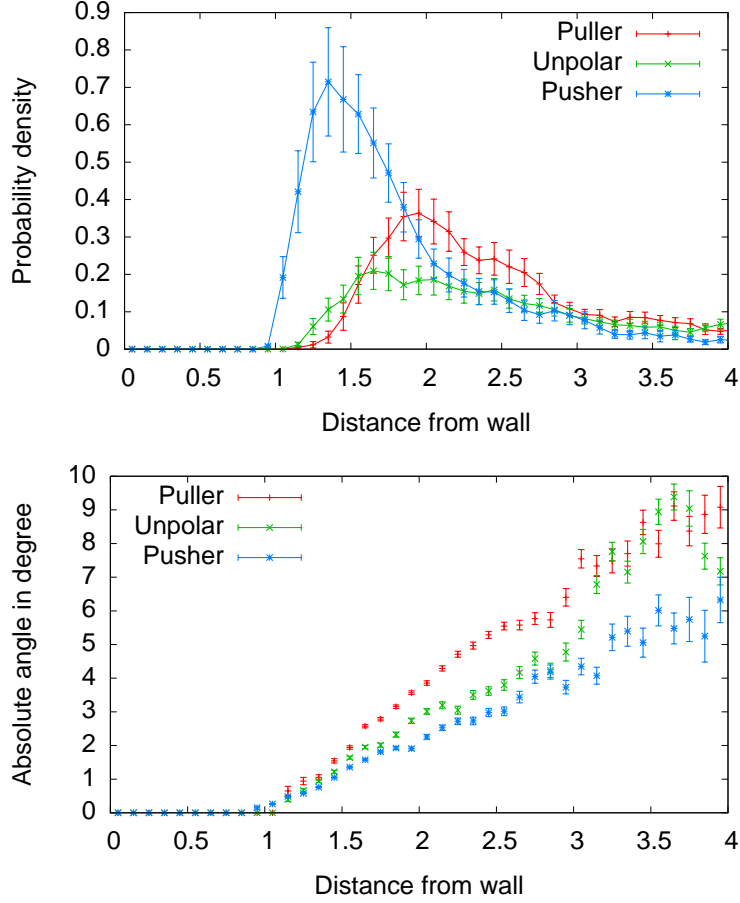 0.9
0.8
0.7
0.6
0.5
0.4
0.3
0.2
0.1
0
Probability density
Puller
Unpolar
Pusher
0 0.5 1 1.5 2 2.5 3 3.5 4
Distance from wall
10
9
8
7
6
5
4
3
2
1
0
Absolute angle in degree
Puller
Unpolar
Pusher
0 0.5 1 1.5 2 2.5 3 3.5 4
Distance from wall